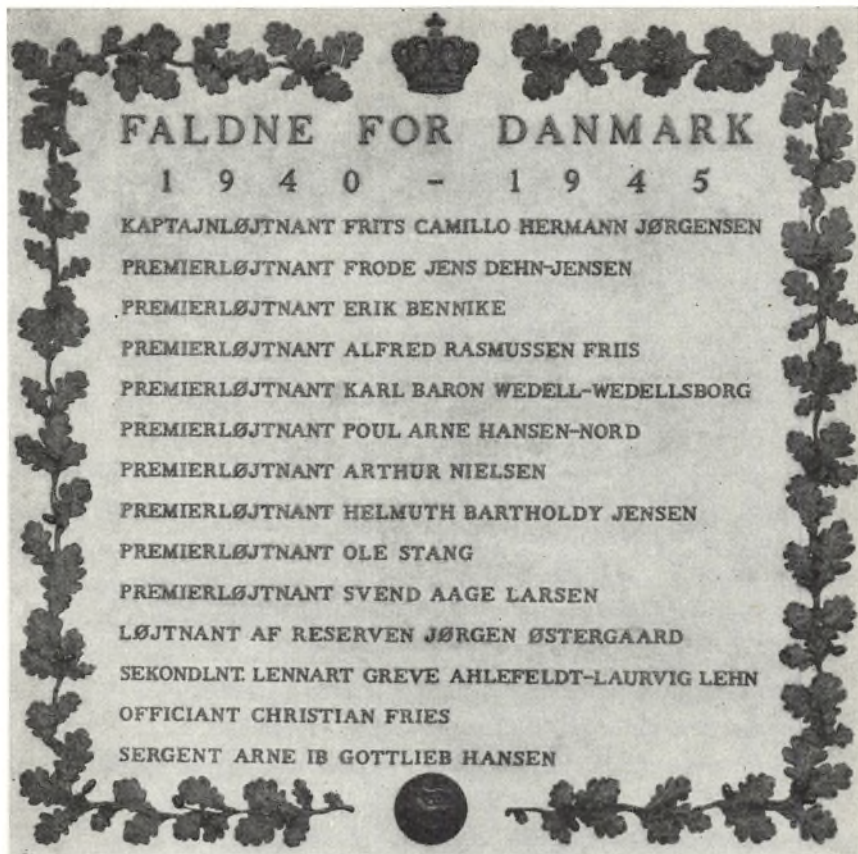 FALDNE FOR DANMARK
1940-1945
KAPTAJNLØJTNANT FRITS CAMILLO HERMANN JØRGENSEN
PREMIERLØJTNANT FRODE JENS DEHN-JENSEN
PREMIERLØJTNANT ERIK BENNIKE
PREMIERLØJTNANT ALFRED RASMUSSEN FRIIS
PREMIERLØJTNANT KARL BARON WEDELL-WEDELLSBORG
PREMIERLØJTNANT POUL ARNE HANSEN-NORD
PREMIERLØJTNANT ARTHUR NIELSEN
PREMIERLØJTNANT HELMUTH BARTHOLDY JENSEN
PREMIERLØJTNANT OLE STANG
PREMIERLØJTNANT SVEND AAGE LARSEN
LØJTNANT AF RESERVEN JØRGEN ØSTERGAARD
SEKONDLNT. LENNART GREVE AHLEFELDT-LAURVIG LEHN
OFFICIANT CHRISTIAN FRIES
SERGENT ARNE IB GOTTLIEB HANSEN